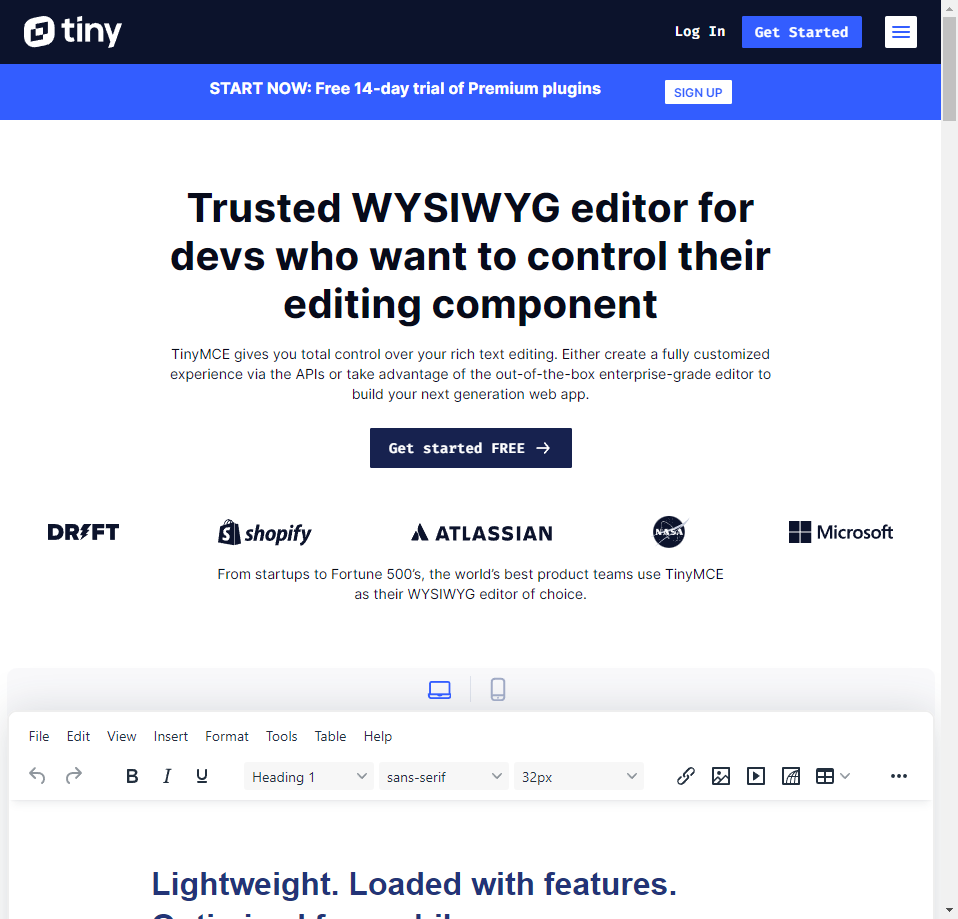 tiny
Log In
Get Started
START NOW: Free 14-day trial of Premium plugins
SIGN UP
Trusted WYSIWYG editor for
devs who want to control their
editing component
TinyMCE gives you total control over your rich text editing. Either create a fully customized
experience via the APIs or take advantage of the out-of-the-box enterprise-grade editor to
build your next generation web app.
Get started FREE →
DRIFT
shopify
ATLASSIAN
NASA
Microsoft
From startups to Fortune 500’s, the world’s best product teams use TinyMCE
as their WYSIWYG editor of choice.
File Edit View Insert Format Tools Table Help
B I U Heading 1 sans-serif 32px
Lightweight. Loaded with features.